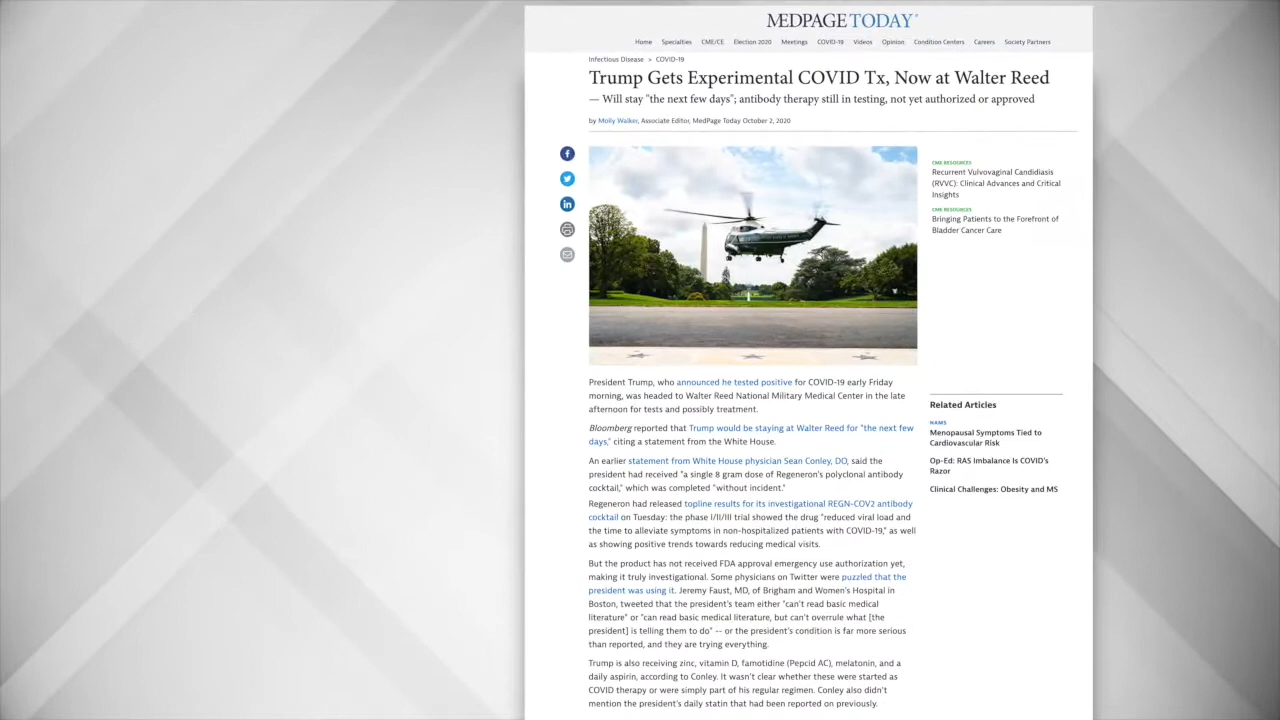 MEDPAGE TODAY®
Home Specialties CME/CE Election 2020 Meetings COVID-19 Videos Opinion Condition Centers Careers Society Partners
Infectious Disease > COVID-19
Trump Gets Experimental COVID Tx, Now at Walter Reed
— Will stay "the next few days"; antibody therapy still in testing, not yet authorized or approved
by Molly Walker, Associate Editor, MedPage Today October 2, 2020
CME RESOURCES
Recurrent Vulvovaginal Candidiasis
(RVVC): Clinical Advances and Critical
Insights
CME RESOURCES
Bringing Patients to the Forefront of
Bladder Cancer Care
President Trump, who announced he tested positive for COVID-19 early Friday
morning, was headed to Walter Reed National Military Medical Center in the late
afternoon for tests and possibly treatment.
Bloomberg reported that Trump would be staying at Walter Reed for "the next few
days," citing a statement from the White House.
An earlier statement from White House physician Sean Conley, DO, said the
president had received "a single 8 gram dose of Regeneron's polyclonal antibody
cocktail," which was completed "without incident."
Regeneron had released topline results for its investigational REGN-COV2 antibody
cocktail on Tuesday: the phase I/II/III trial showed the drug "reduced viral load and
the time to alleviate symptoms in non-hospitalized patients with COVID-19," as well
as showing positive trends towards reducing medical visits.
But the product has not received FDA approval emergency use authorization yet,
making it truly investigational. Some physicians on Twitter were puzzled that the
president was using it. Jeremy Faust, MD, of Brigham and Women's Hospital in
Boston, tweeted that the president's team either "can't read basic medical
literature" or "can read basic medical literature, but can't overrule what [the
president] is telling them to do" -- or the president's condition is far more serious
than reported, and they are trying everything.
Trump is also receiving zinc, vitamin D, famotidine (Pepcid AC), melatonin, and a
daily aspirin, according to Conley. It wasn't clear whether these were started as
COVID therapy or were simply part of his regular regimen. Conley also didn't
mention the president's daily statin that had been reported on previously.
Related Articles
NAMS
Menopausal Symptoms Tied to
Cardiovascular Risk
Op-Ed: RAS Imbalance Is COVID's
Razor
Clinical Challenges: Obesity and MS